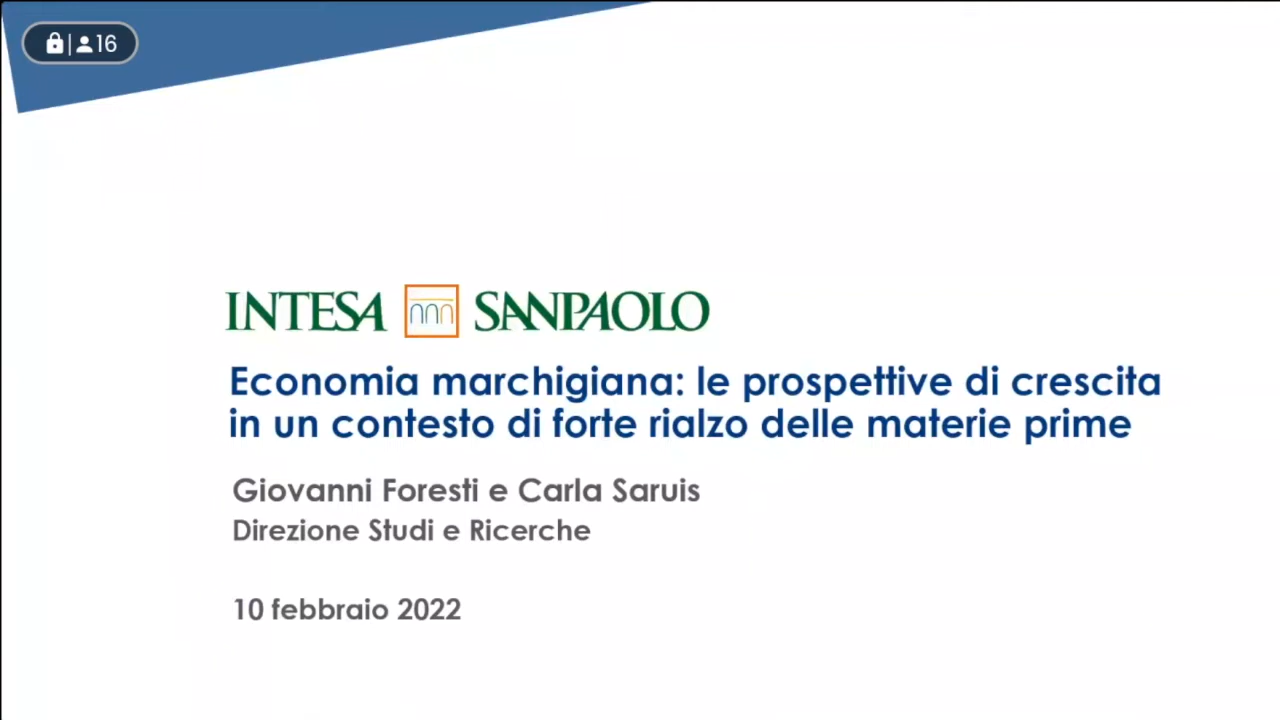 16
INTESA SANPAOLO
Economia marchigiana: le prospettive di crescita
in un contesto di forte rialzo delle materie prime
Giovanni Foresti e Carla Saruis
Direzione Studi e Ricerche
10 febbraio 2022